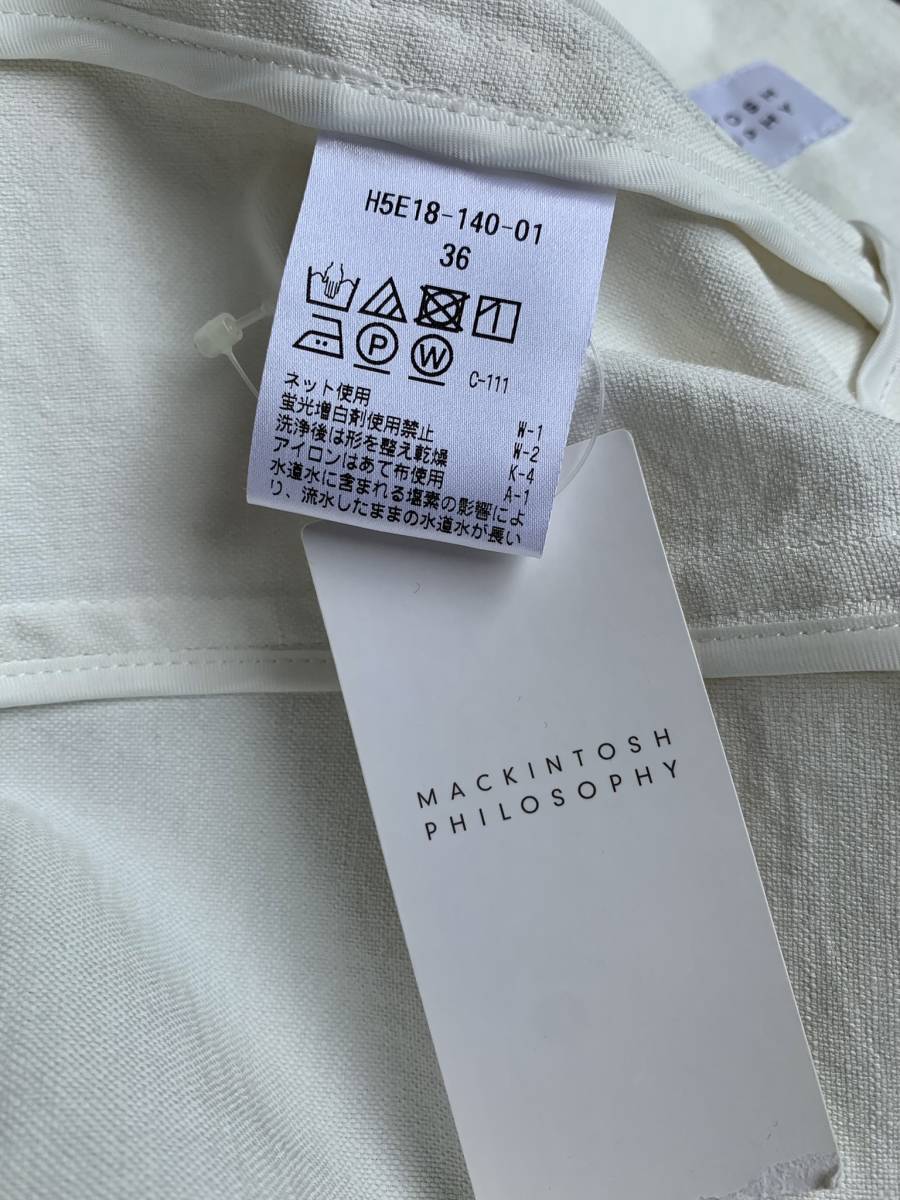 H5E18-140-01
36
P W C-111
ネット使用 W-1
蛍光増白剤使用禁止 W-2
洗浄後は形を整え乾燥 K-4
アイロンはあて布使用 A-1
水道水に含まれる塩素の影響によ
り、流水したままの水道水が長い
MACKINTOSH
PHILOSOPHY
OSH
PHY